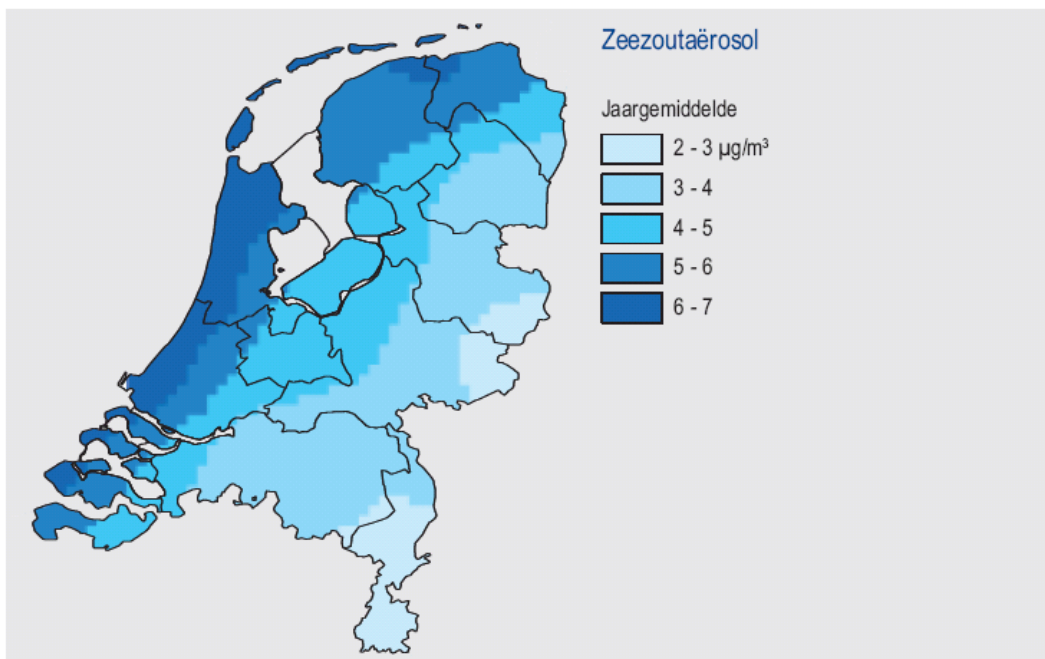 Zeezoutaërosol
Jaargemiddelde
2 - 3 µg/m³
3 - 4
4 - 5
5 - 6
6 - 7